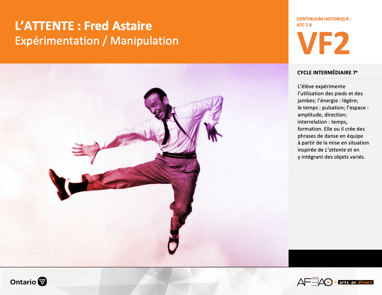 L'ATTENTE : Fred Astaire
Expérimentation / Manipulation
CONTINUUM HISTORIQUE :
ATC 7.4
VF2
CYCLE INTERMÉDIAIRE 7e
L'élève expérimente
l'utilisation des pieds et des
jambes; l'énergie : légère;
le temps : pulsation; l'espace :
amplitude, direction;
interrelation : temps,
formation. Elle ou il crée des
phrases de danse en équipe
à partir de la mise en situation
inspirée de L'attente et en
y intégrant des objets variés.
Ontario
AFÉAO
arts en direct